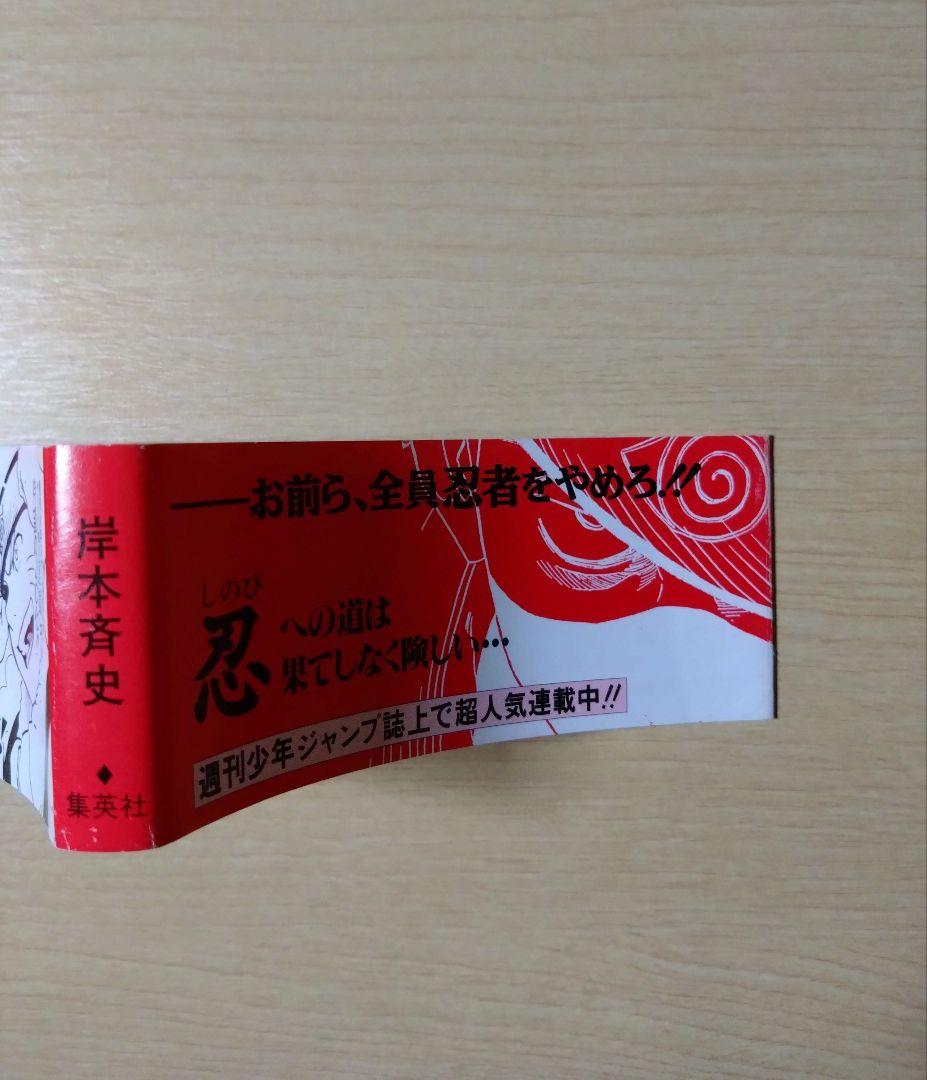 岸本斉史
◆
集英社
──お前ら、全員忍者をやめろ!!
しのび
忍への道は
果てしなく険しい…
週刊少年ジャンプ誌上で超人気連載中!!